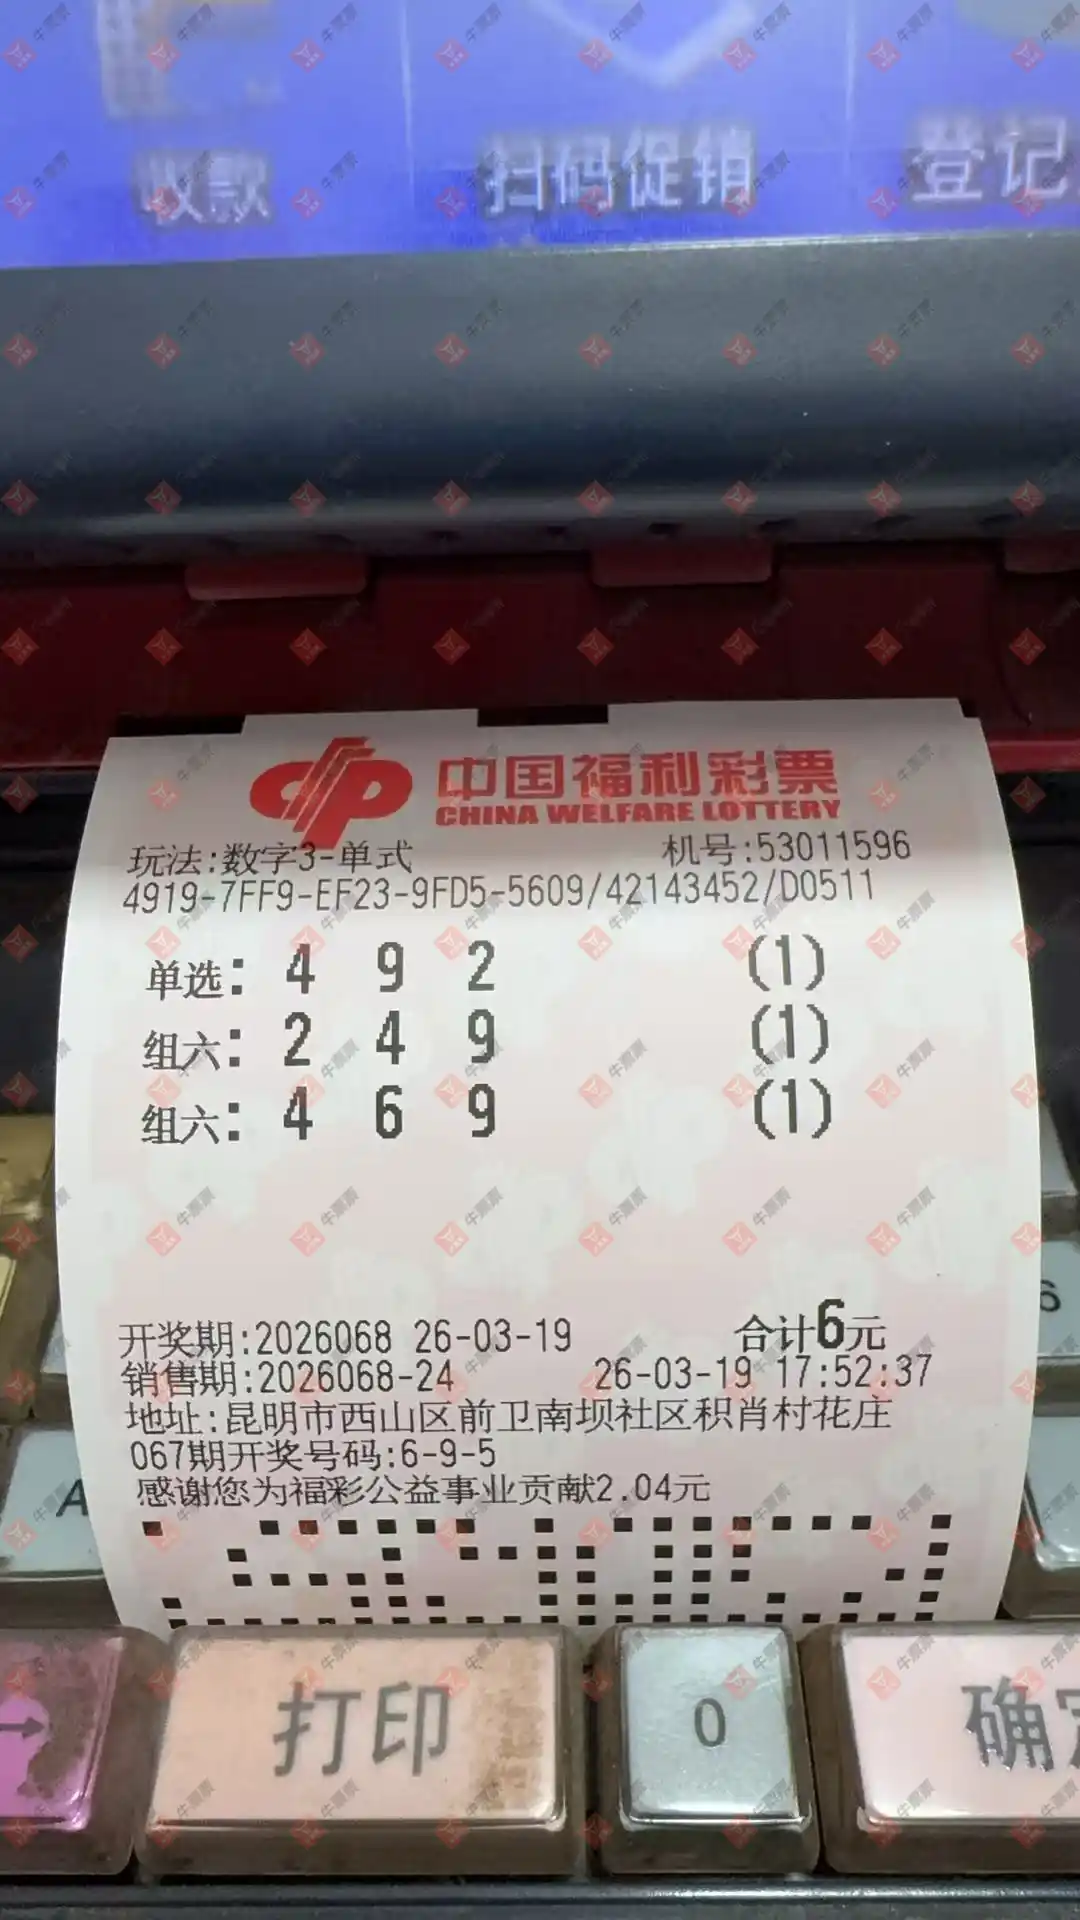 收款 扫码促销 登记
中国福利彩票
CHINA WELFARE LOTTERY
玩法:数字3-单式 机号:53011596
4919-7FF9-EF23-9FD5-5609/42143452/D0511
单选: 4 9 2 (1)
组六: 2 4 9 (1)
组六: 4 6 9 (1)
开奖期:2026068 26-03-19 合计6元
销售期:2026068-24 26-03-19 17:52:37
地址:昆明市西山区前卫南坝社区积肖村花庄
067期开奖号码:6-9-5
感谢您为福彩公益事业贡献2.04元
6
A
打印 0 确定
牛票票